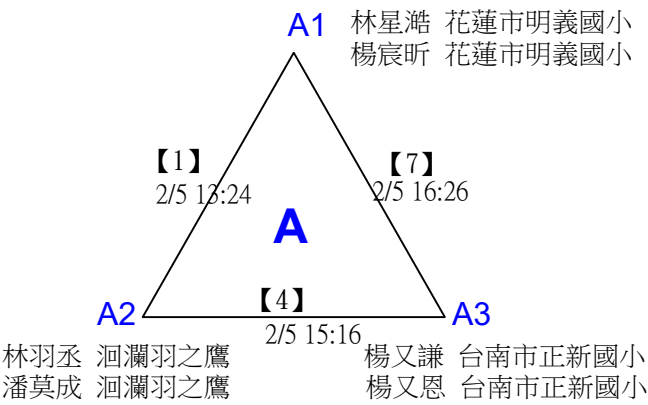 A1
林星澔 花蓮市明義國小
楊宸昕 花蓮市明義國小
【1】
2/5 13:24
【7】
2/5 16:26
A
【4】
2/5 15:16
A2
林羽丞 洄瀾羽之鷹
潘莫成 洄瀾羽之鷹
A3
楊又謙 台南市正新國小
楊又恩 台南市正新國小